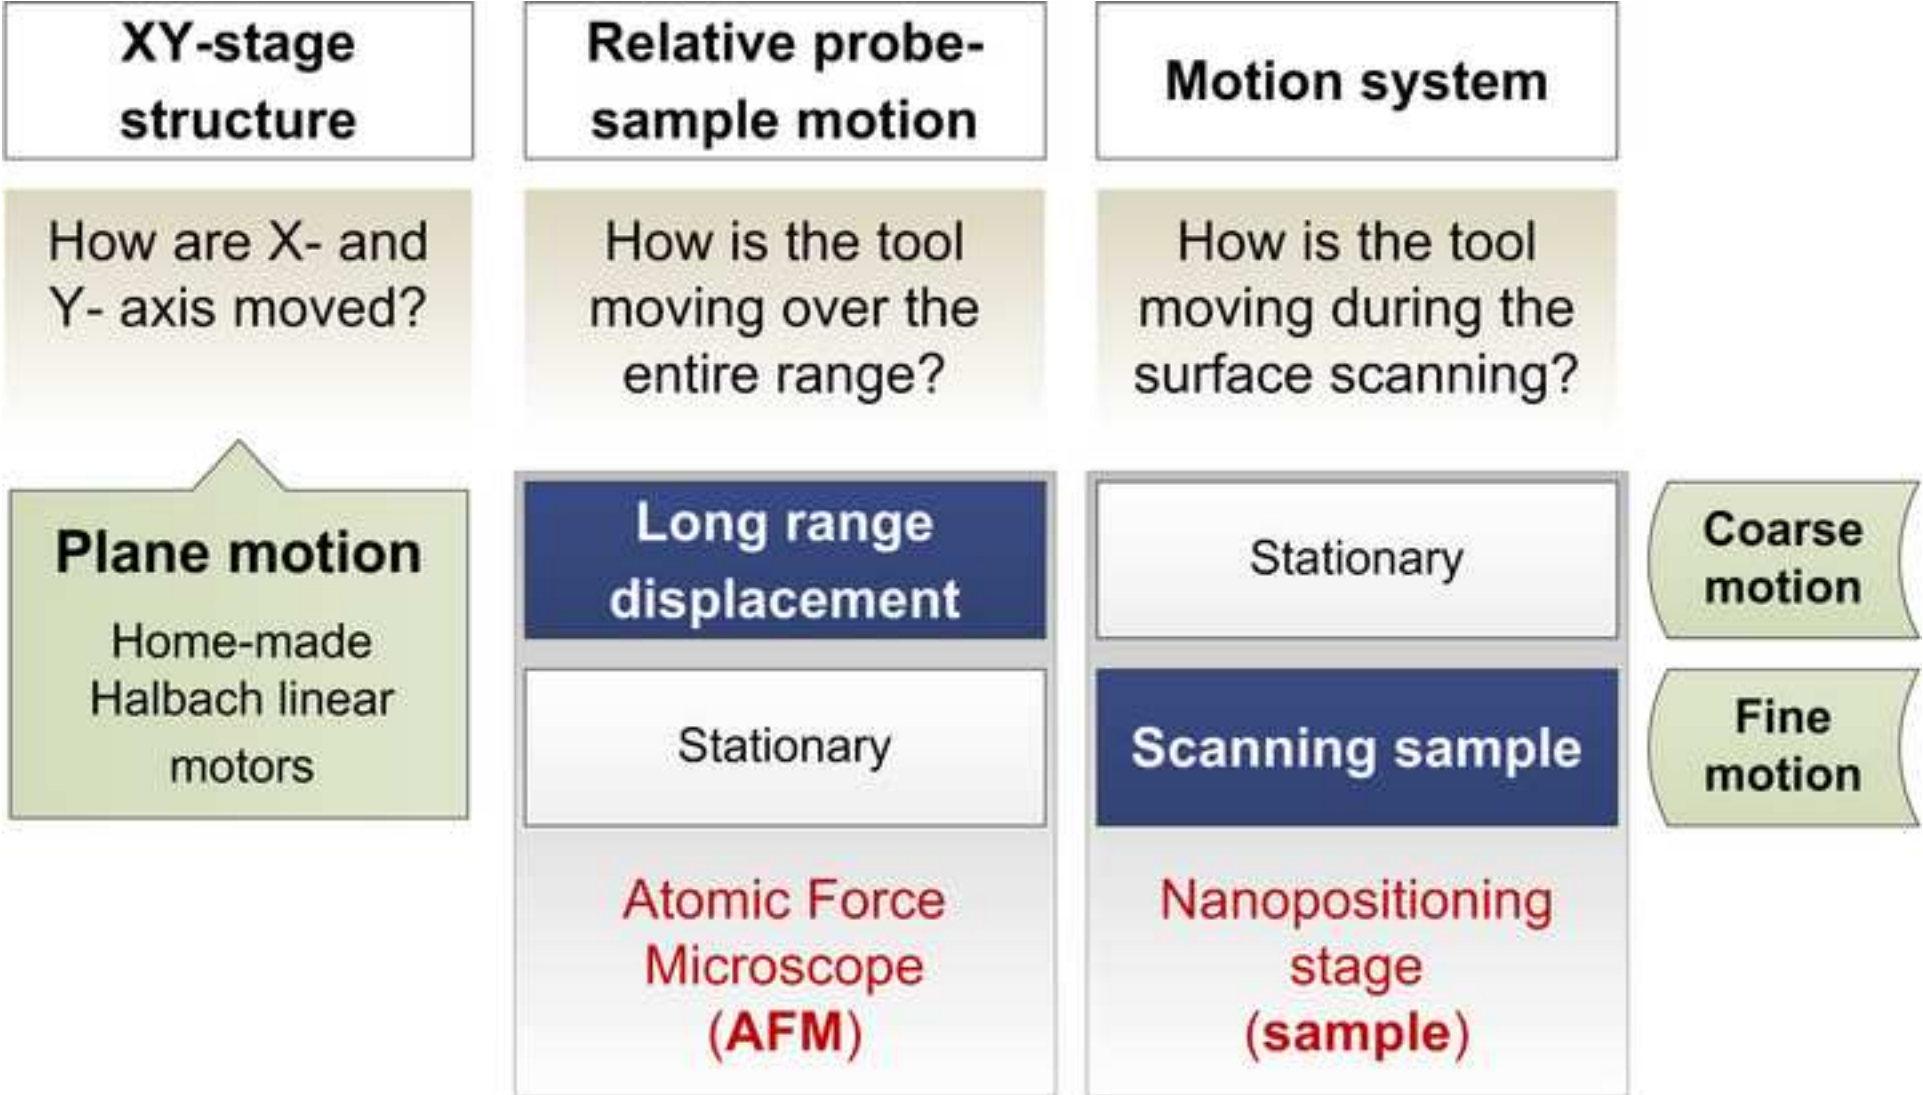 XY-stage
structure
Relative probe-
sample motion
Motion system
How are X- and
Y- axis moved?
How is the tool
moving over the
entire range?
How is the tool
moving during the
surface scanning?
Plane motion
Home-made
Halbach linear
motors
Long range
displacement
Stationary
Coarse
motion
Stationary
Scanning sample
Fine
motion
Atomic Force
Microscope
(AFM)
Nanopositioning
stage
(sample)